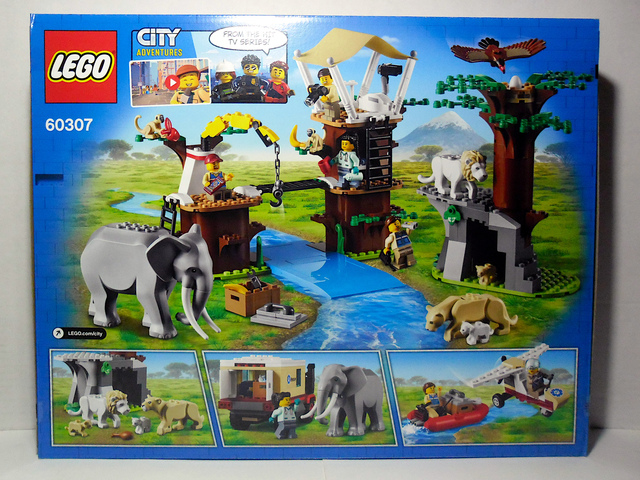 LEGO
CITY
ADVENTURES
FROM THE HIT
TV SERIES!
60307
LEGO.com/city